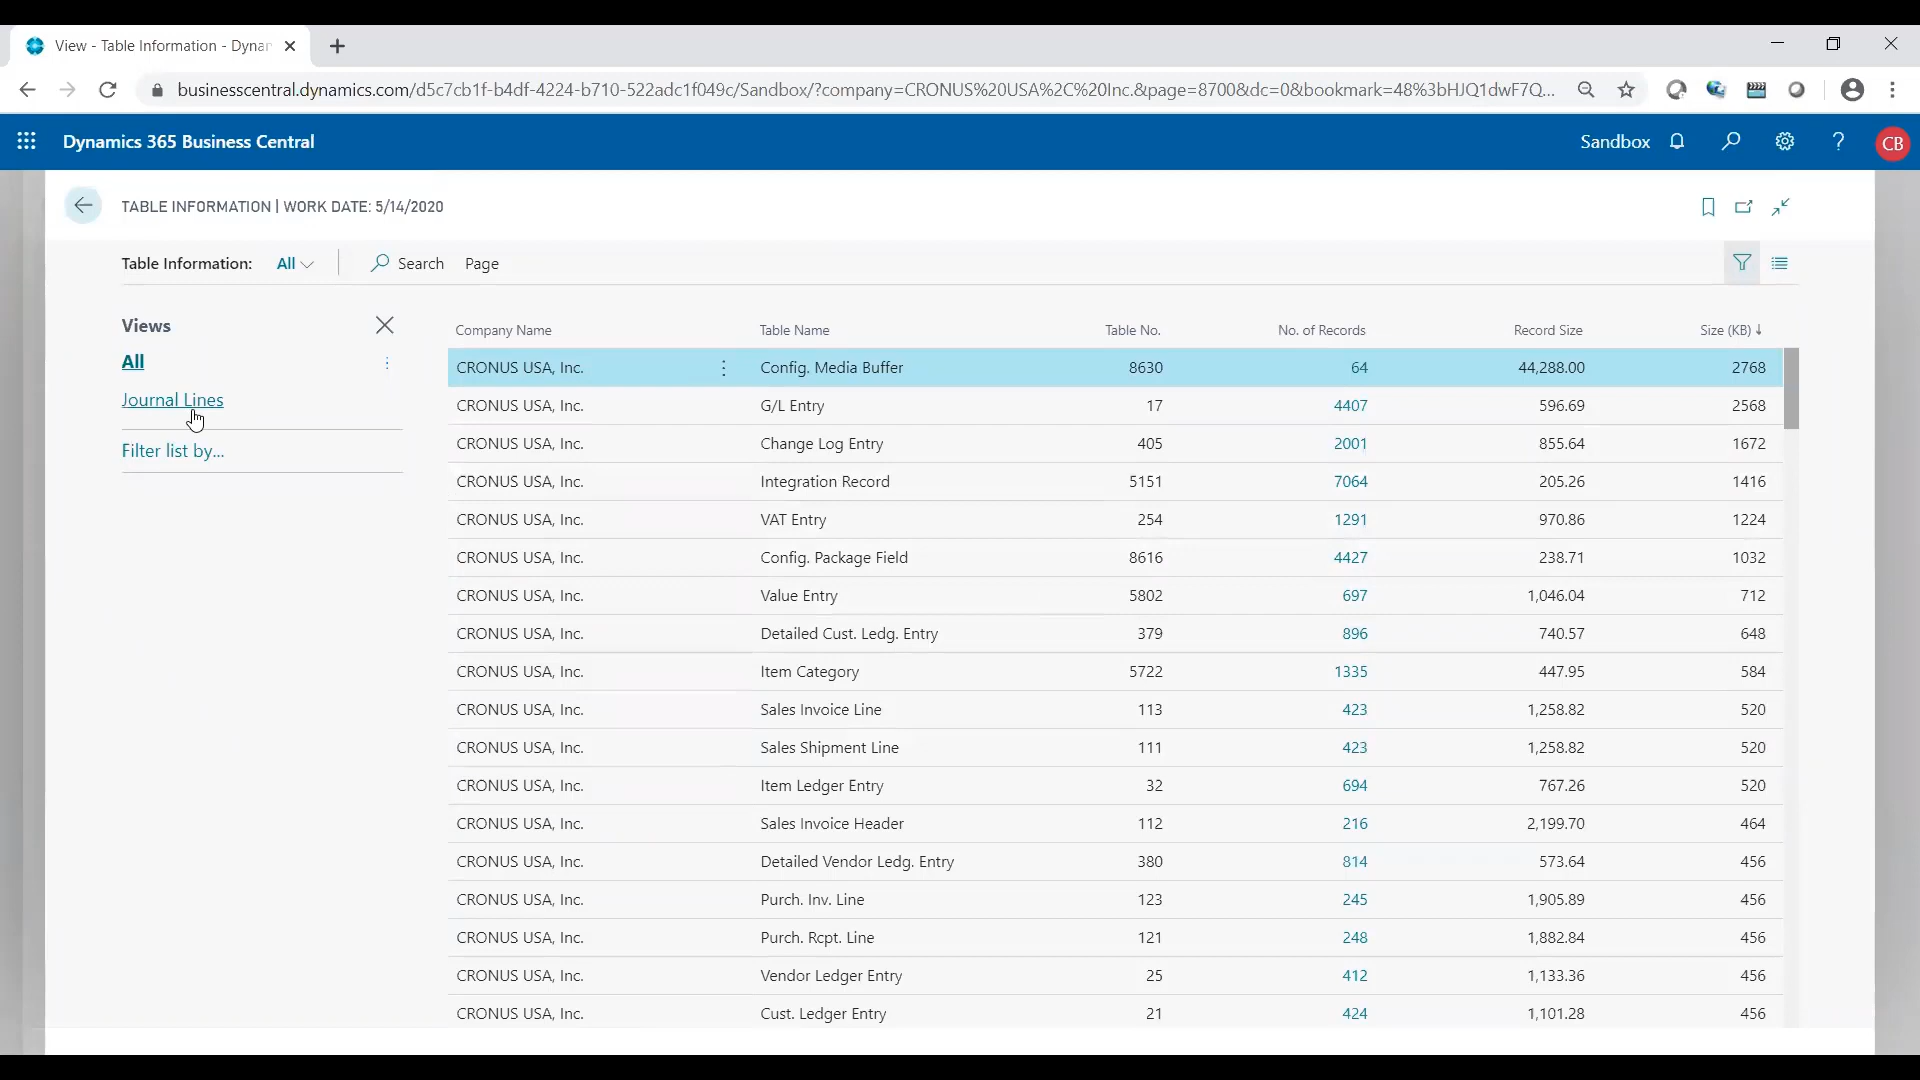 View - Table Information - Dynar
businesscentral.dynamics.com/d5c7cb1f-b4df-4224-b710-522adc1f049c/Sandbox/?company=CRONUS%20USA%2C%20Inc.&page=8700&dc=0&bookmark=48%3bHJQ1dwF7Q...
Dynamics 365 Business Central
Sandbox
?
CB
TABLE INFORMATION | WORK DATE: 5/14/2020
Table Information: All
Search
Page
Views
All
Journal Lines
Filter list by...
Company Name Table Name Table No. No. of Records Record Size Size (KB) ↓
CRONUS USA, Inc. Config. Media Buffer 8630 64 44,288.00 2768
CRONUS USA, Inc. G/L Entry 17 4407 596.69 2568
CRONUS USA, Inc. Change Log Entry 405 2001 855.64 1672
CRONUS USA, Inc. Integration Record 5151 7064 205.26 1416
CRONUS USA, Inc. VAT Entry 254 1291 970.86 1224
CRONUS USA, Inc. Config. Package Field 8616 4427 238.71 1032
CRONUS USA, Inc. Value Entry 5802 697 1,046.04 712
CRONUS USA, Inc. Detailed Cust. Ledg. Entry 379 896 740.57 648
CRONUS USA, Inc. Item Category 5722 1335 447.95 584
CRONUS USA, Inc. Sales Invoice Line 113 423 1,258.82 520
CRONUS USA, Inc. Sales Shipment Line 111 423 1,258.82 520
CRONUS USA, Inc. Item Ledger Entry 32 694 767.26 520
CRONUS USA, Inc. Sales Invoice Header 112 216 2,199.70 464
CRONUS USA, Inc. Detailed Vendor Ledg. Entry 380 814 573.64 456
CRONUS USA, Inc. Purch. Inv. Line 123 245 1,905.89 456
CRONUS USA, Inc. Purch. Rcpt. Line 121 248 1,882.84 456
CRONUS USA, Inc. Vendor Ledger Entry 25 412 1,133.36 456
CRONUS USA, Inc. Cust. Ledger Entry 21 424 1,101.28 456